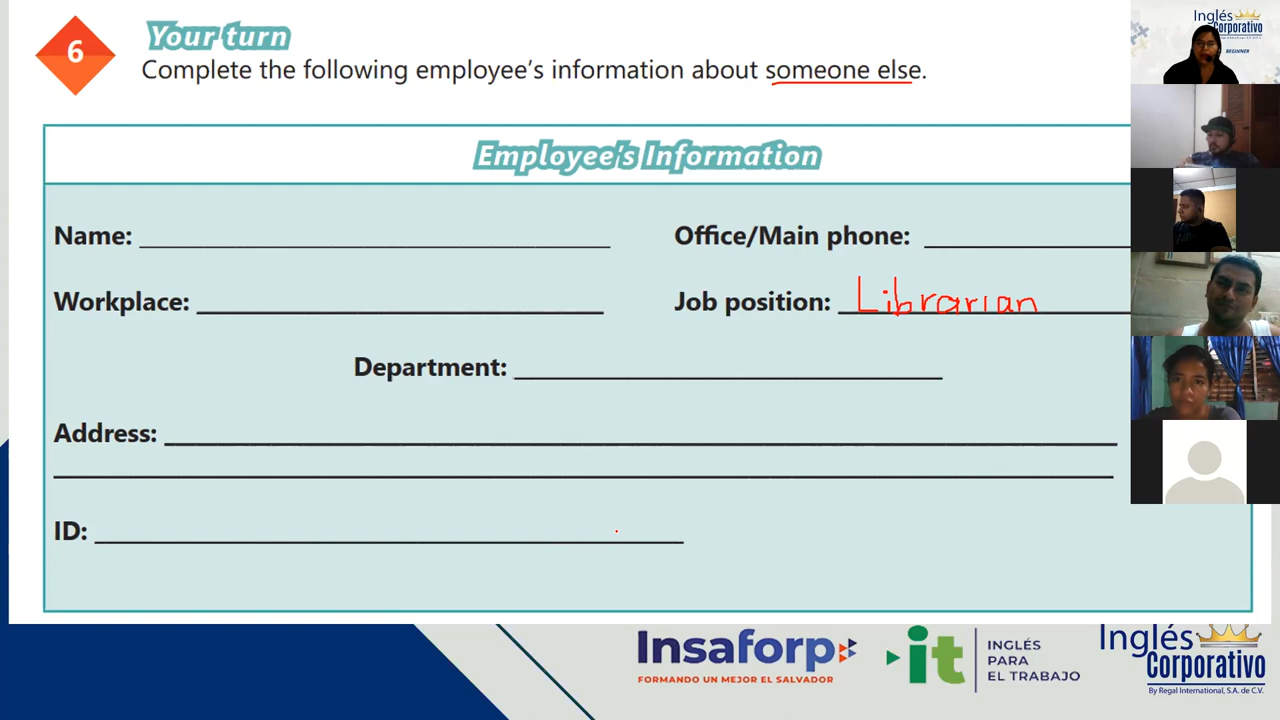 6
Your turn
Complete the following employee's information about someone else.
Employee's Information
Name:
Office/Main phone:
Workplace:
Job position: Librarian
Department:
Address:
ID:
Inglés
Corporativo
BEGINNER
Insaforp
FORMANDO UN MEJOR EL SALVADOR
it
INGLÉS
PARA
EL TRABAJO
Inglés
Corporativo
By Regal International, S.A. de C.V.